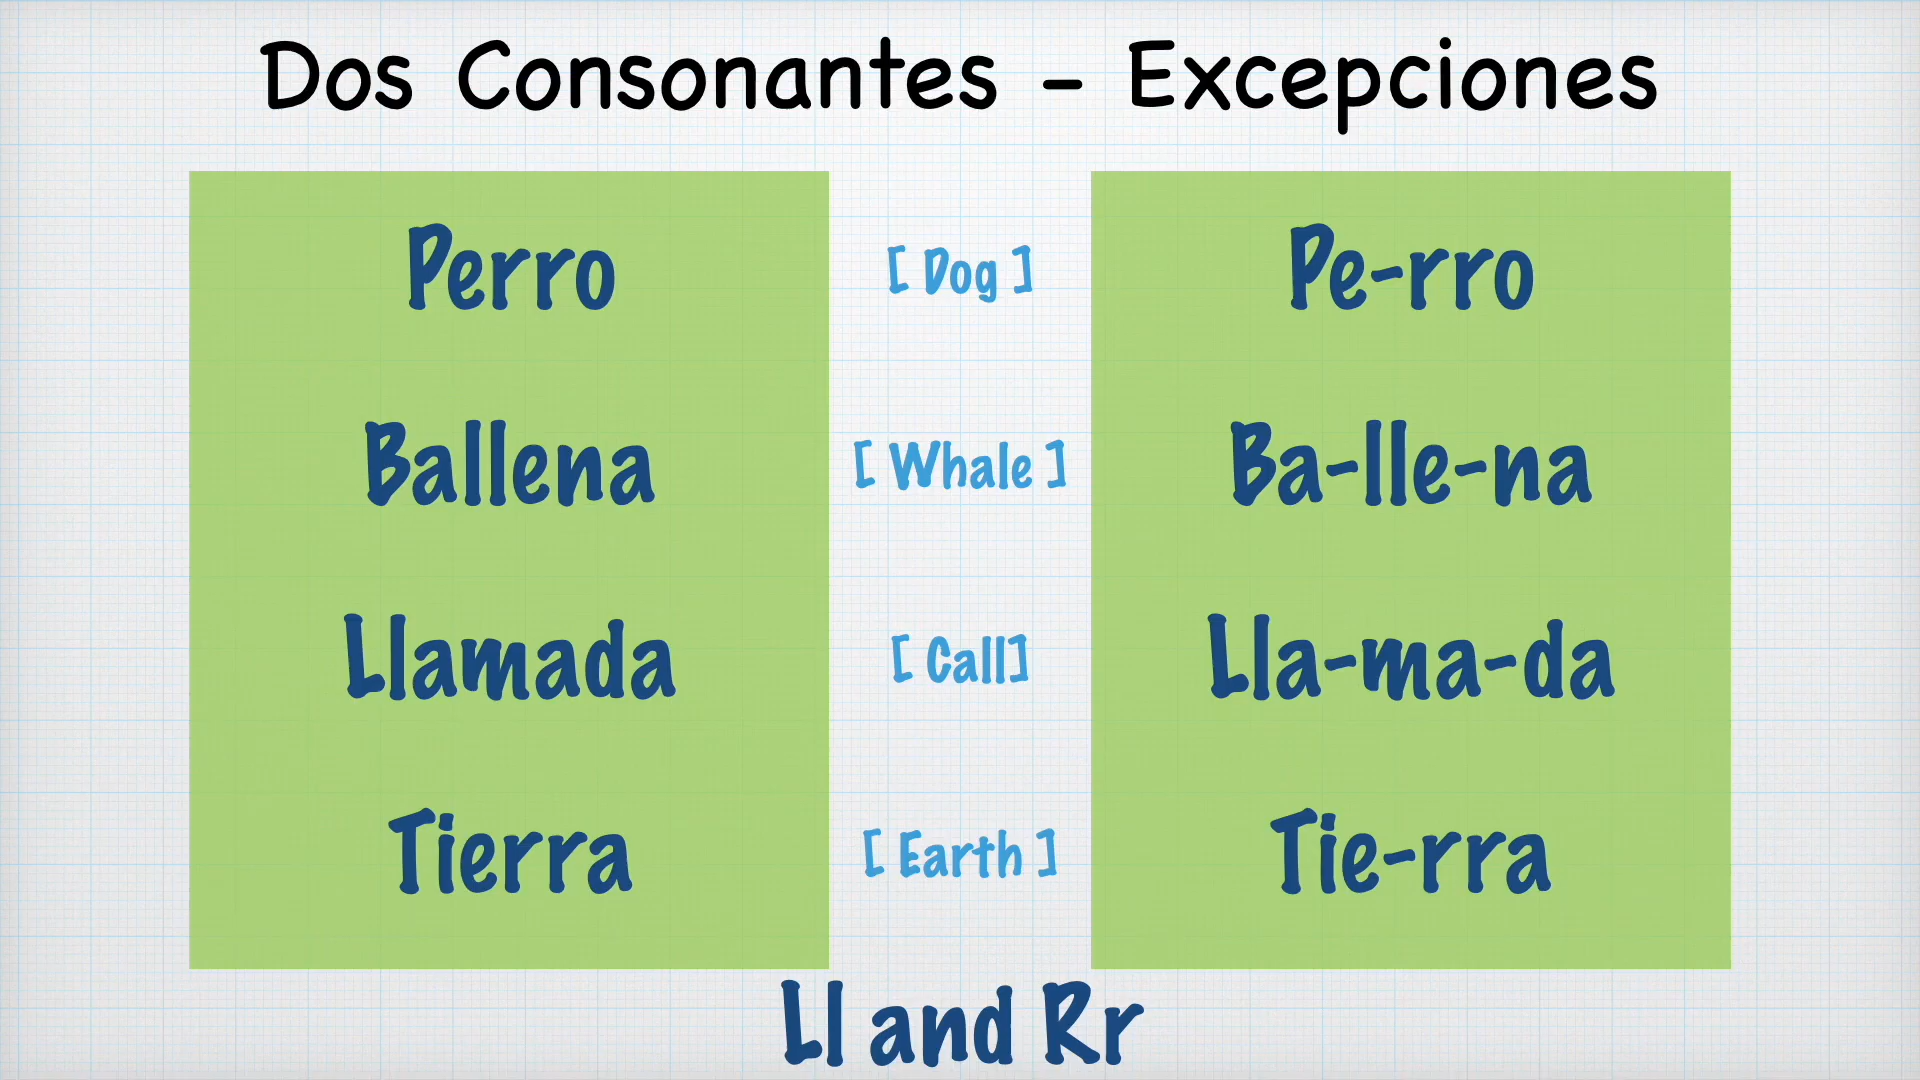 Dos Consonantes - Excepciones
Perro [ Dog ] Pe-rro
Ballena [ Whale ] Ba-lle-na
Llamada [ Call] Lla-ma-da
Tierra [ Earth ] Tie-rra
Ll and Rr